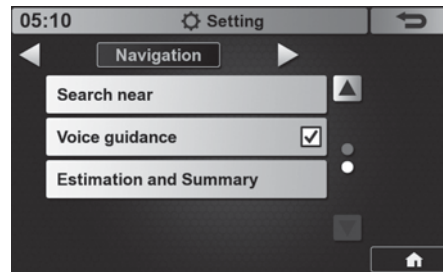 05:10 Setting
Navigation
Search near
Voice guidance
Estimation and Summary